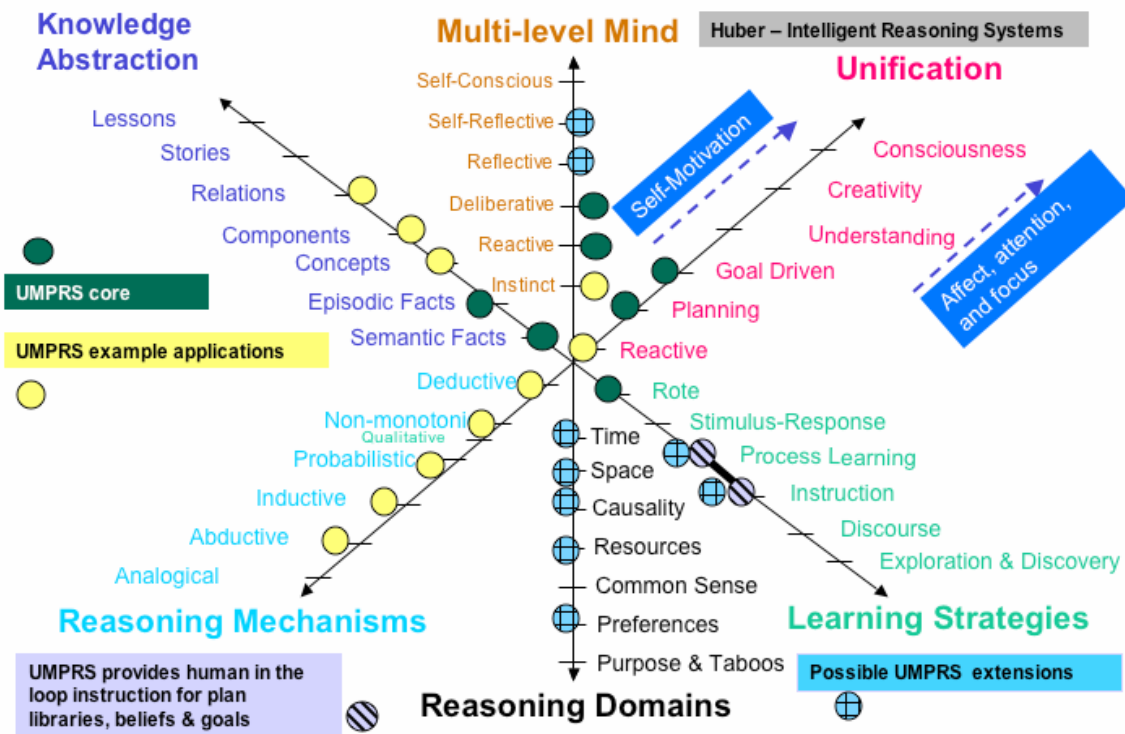 Knowledge
Abstraction
Multi-level Mind
Huber – Intelligent Reasoning Systems
Unification
Self-Conscious
Self-Reflective
Reflective
Deliberative
Reactive
Instinct
Lessons
Stories
Relations
Components
Concepts
Episodic Facts
Semantic Facts
Self-Motivation
Consciousness
Creativity
Understanding
Goal Driven
Planning
Reactive
Affect, attention,
and focus
UMPRS core
UMPRS example applications
Deductive
Non-monotoni
Qualitative
Probabilistic
Inductive
Abductive
Analogical
Reasoning Mechanisms
Time
Space
Causality
Resources
Common Sense
Preferences
Purpose & Taboos
Reasoning Domains
Rote
Stimulus-Response
Process Learning
Instruction
Discourse
Exploration & Discovery
Learning Strategies
UMPRS provides human in the
loop instruction for plan
libraries, beliefs & goals
Possible UMPRS extensions